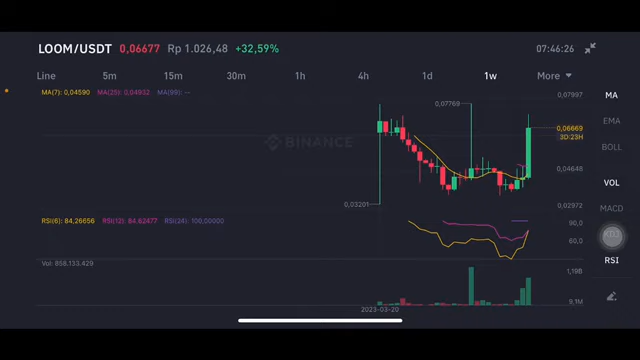 LOOM/USDT 0,06677 Rp 1.026,48 +32,59% 07:46:26
Line 5m 15m 30m 1h 4h 1d 1w More
MA(7): 0,04590 MA(25): 0,04932 MA(99): --
0,07997
MA
0,07769
EMA
0,06669
3D:23H
BINANCE
BOLL
0,04648
VOL
0,03201
0,02972
MACD
RSI(6): 84,26656 RSI(12): 84,62477 RSI(24): 100,00000
90,0
60,0
RSI
Vol: 858,133.429
1,19B
9,1M
2023-03-20